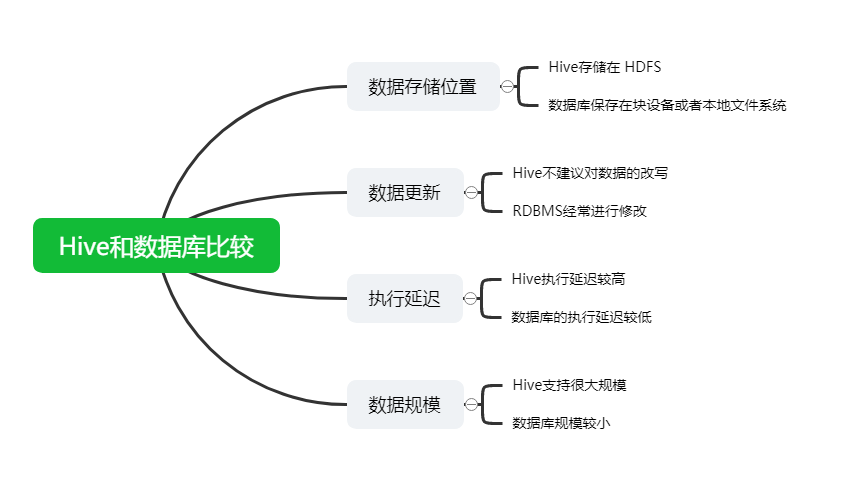 Hive和数据库比较
数据存储位置
Hive存储在 HDFS
数据库保存在块设备或者本地文件系统
数据更新
Hive不建议对数据的改写
RDBMS经常进行修改
执行延迟
Hive执行延迟较高
数据库的执行延迟较低
数据规模
Hive支持很大规模
数据库规模较小